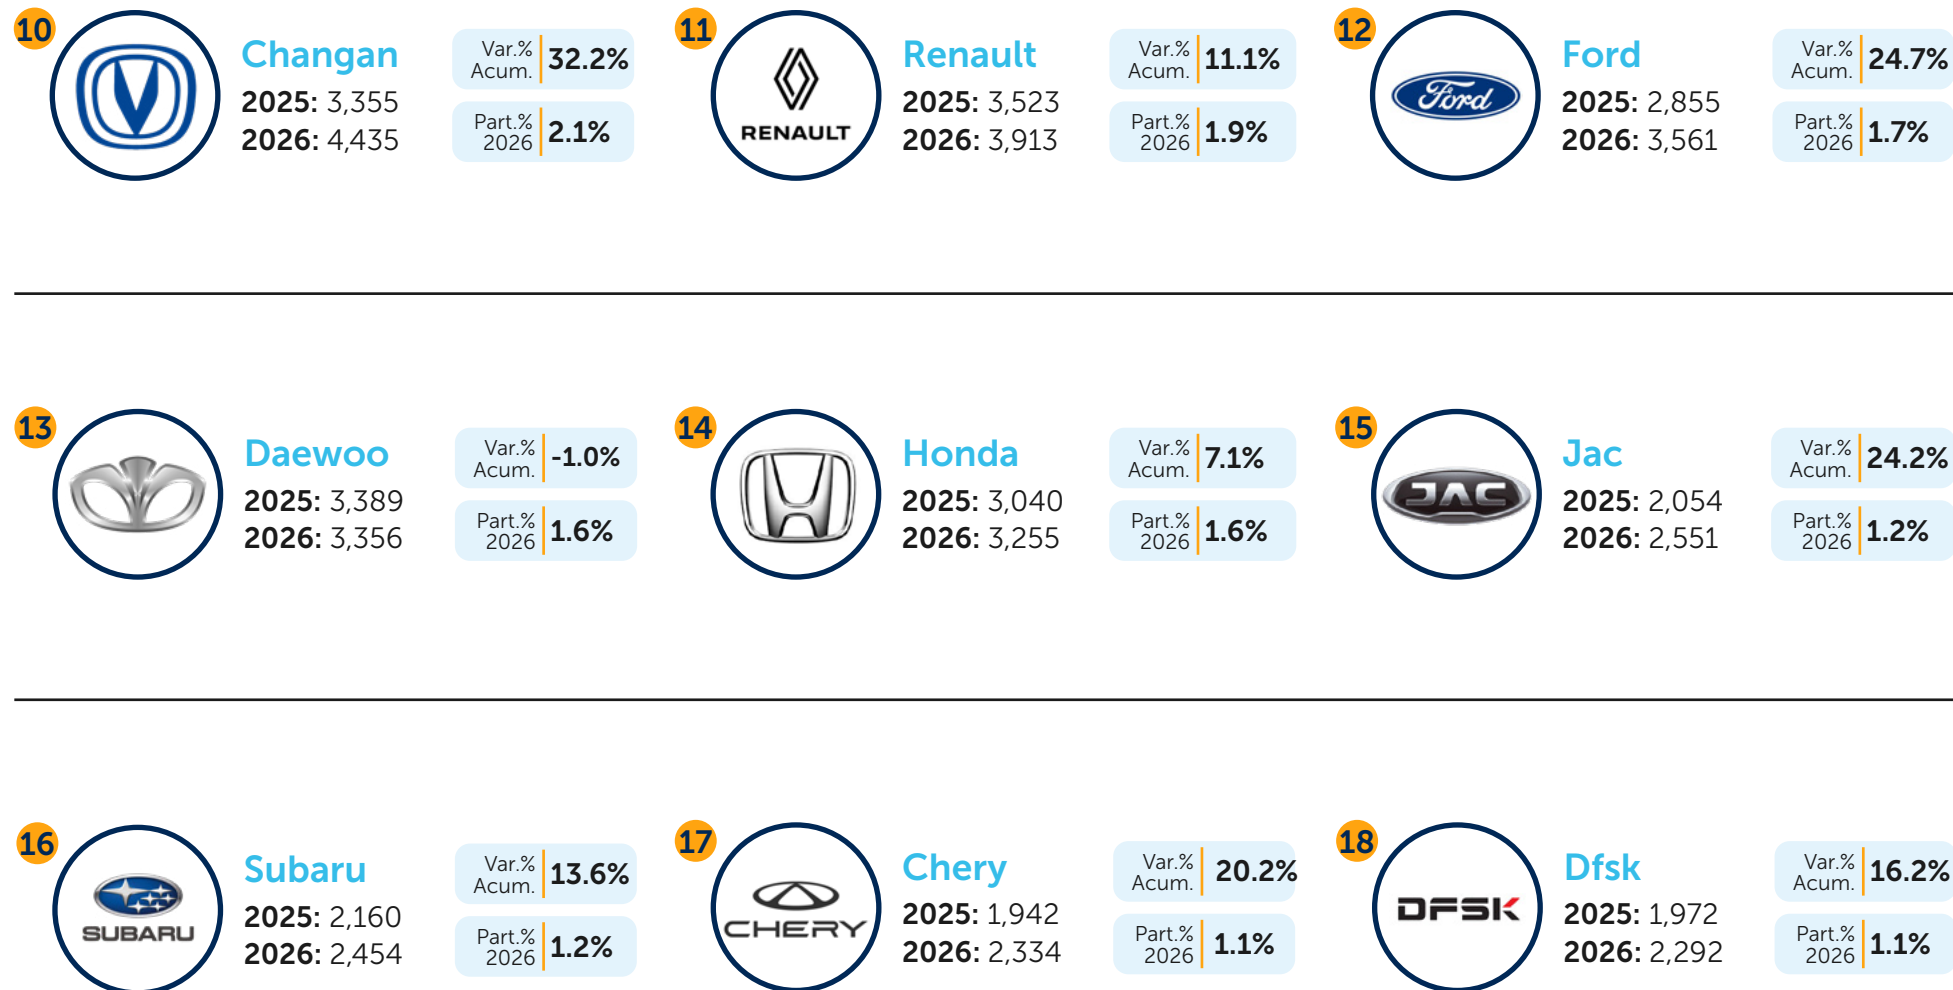 10
Changan
2025: 3,355
2026: 4,435
Var.%
Acum.
32.2%
Part.%
2026
2.1%
11
RENAULT
Renault
2025: 3,523
2026: 3,913
Var.%
Acum.
11.1%
Part.%
2026
1.9%
12
Ford
Ford
2025: 2,855
2026: 3,561
Var.%
Acum.
24.7%
Part.%
2026
1.7%
13
Daewoo
2025: 3,389
2026: 3,356
Var.%
Acum.
-1.0%
Part.%
2026
1.6%
14
Honda
2025: 3,040
2026: 3,255
Var.%
Acum.
7.1%
Part.%
2026
1.6%
15
JAC
Jac
2025: 2,054
2026: 2,551
Var.%
Acum.
24.2%
Part.%
2026
1.2%
16
SUBARU
Subaru
2025: 2,160
2026: 2,454
Var.%
Acum.
13.6%
Part.%
2026
1.2%
17
CHERY
Chery
2025: 1,942
2026: 2,334
Var.%
Acum.
20.2%
Part.%
2026
1.1%
18
DFSK
Dfsk
2025: 1,972
2026: 2,292
Var.%
Acum.
16.2%
Part.%
2026
1.1%